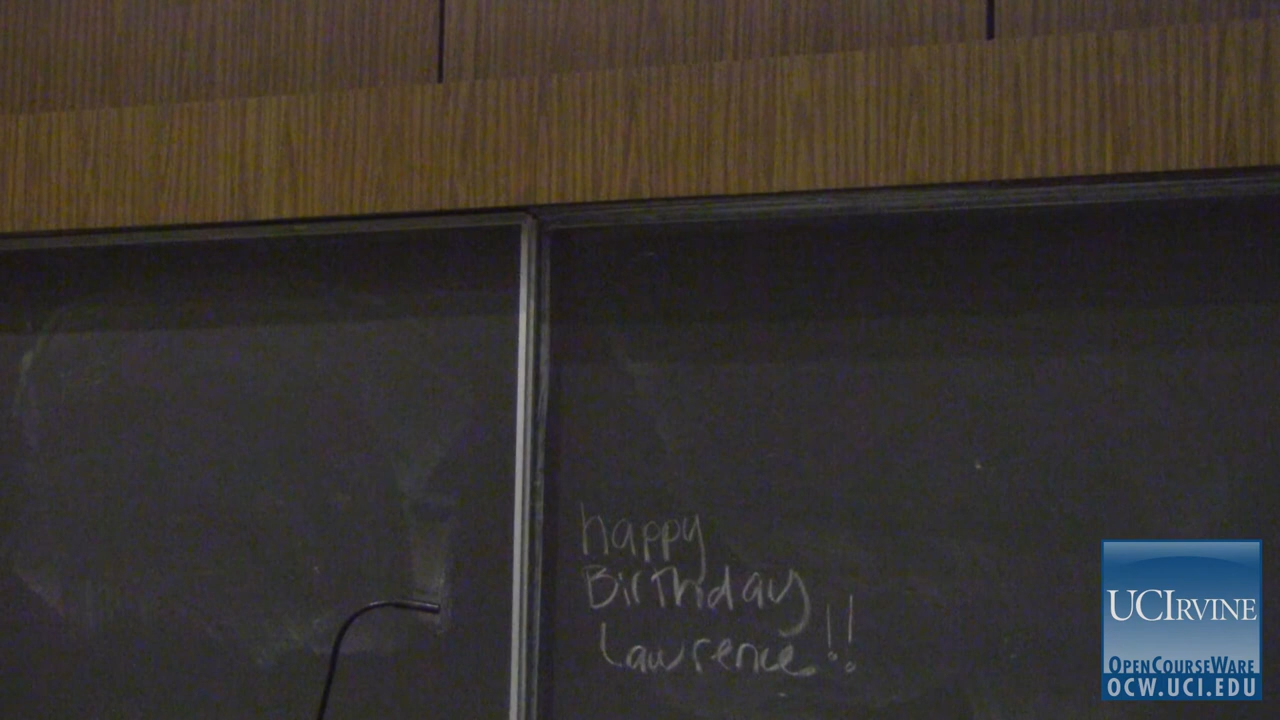 happy
Birthday
Lawrence!!
UCIRVINE
OPENCOURSEWARE
OCW.UCI.EDU